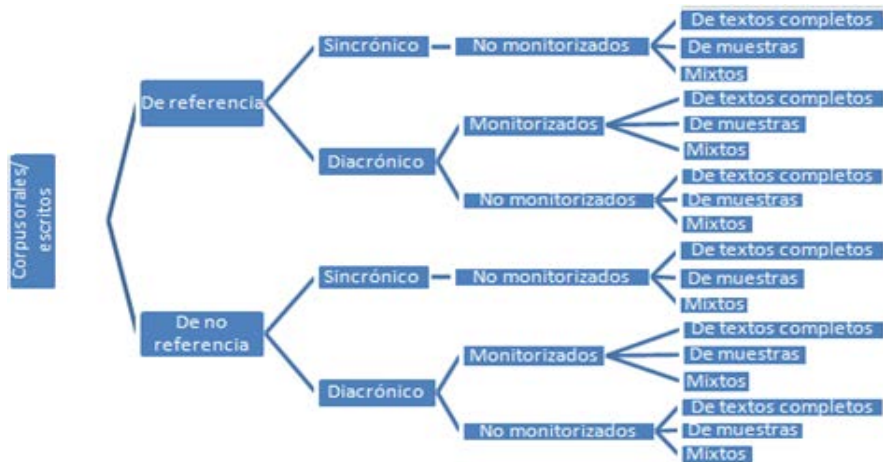 Corpus orales/
escritos
De referencia
Sincrónico
No monitorizados
De textos completos
De muestras
Mixtos
Diacrónico
Monitorizados
De textos completos
De muestras
Mixtos
No monitorizados
De textos completos
De muestras
Mixtos
De no
referencia
Sincrónico
No monitorizados
De textos completos
De muestras
Mixtos
Diacrónico
Monitorizados
De textos completos
De muestras
Mixtos
No monitorizados
De textos completos
De muestras
Mixtos